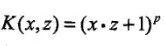 K(x,z) = (x · z + 1)^p